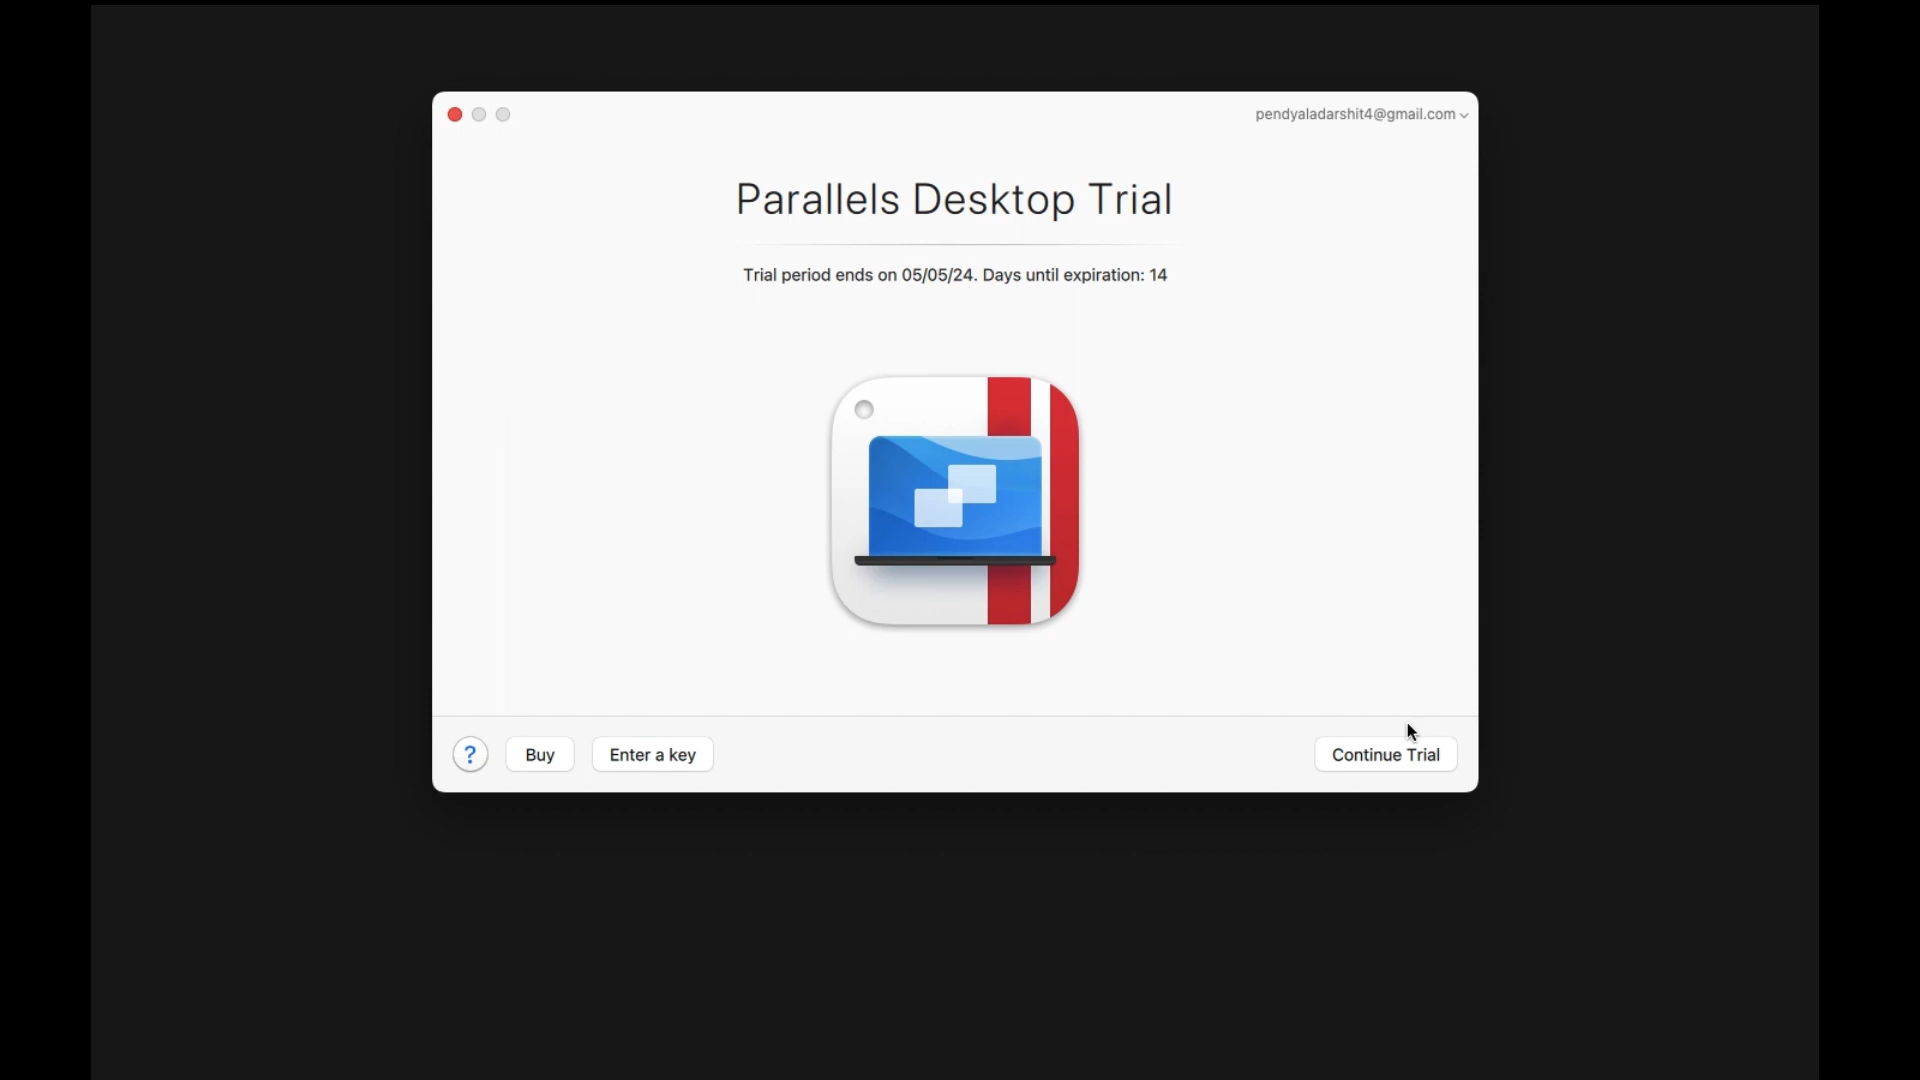 pendyaladarshit4@gmail.com
Parallels Desktop Trial
Trial period ends on 05/05/24. Days until expiration: 14
?
Buy
Enter a key
Continue Trial